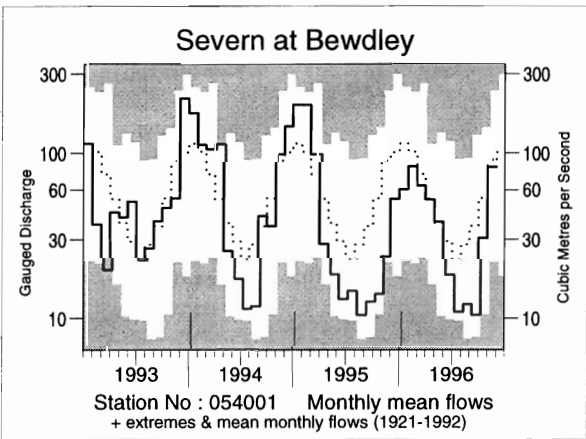 Severn at Bewdley
300
100
60
30
10
Gauged Discharge
300
100
60
30
10
Cubic Metres per Second
1993 1994 1995 1996
Station No : 054001 Monthly mean flows
+ extremes & mean monthly flows (1921-1992)